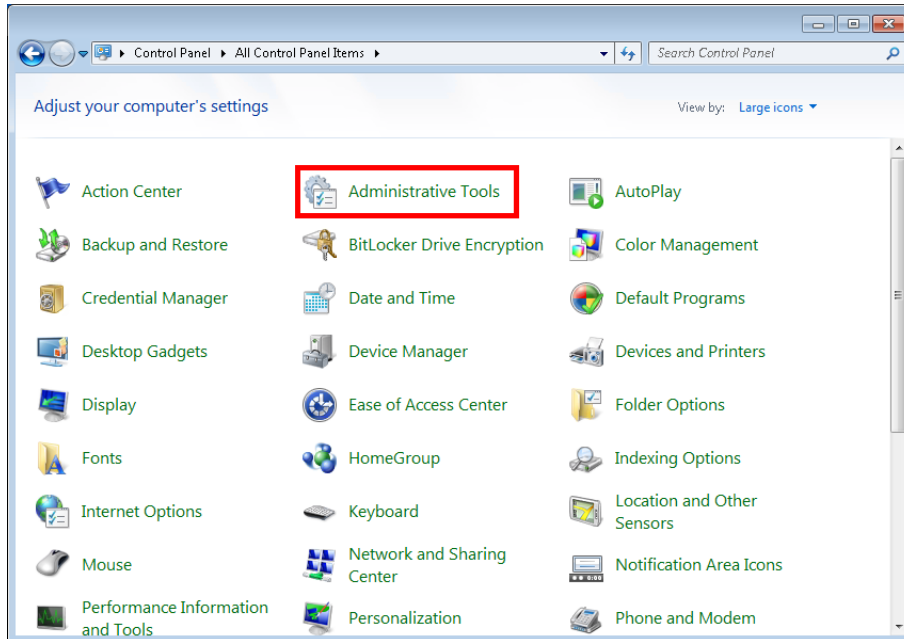 Control Panel ▸ All Control Panel Items ▸
Search Control Panel
Adjust your computer's settings
View by: Large icons
Action Center
Administrative Tools
AutoPlay
Backup and Restore
BitLocker Drive Encryption
Color Management
Credential Manager
Date and Time
Default Programs
Desktop Gadgets
Device Manager
Devices and Printers
Display
Ease of Access Center
Folder Options
Fonts
HomeGroup
Indexing Options
Internet Options
Keyboard
Location and Other
Sensors
Mouse
Network and Sharing
Center
Notification Area Icons
Performance Information
and Tools
Personalization
Phone and Modem